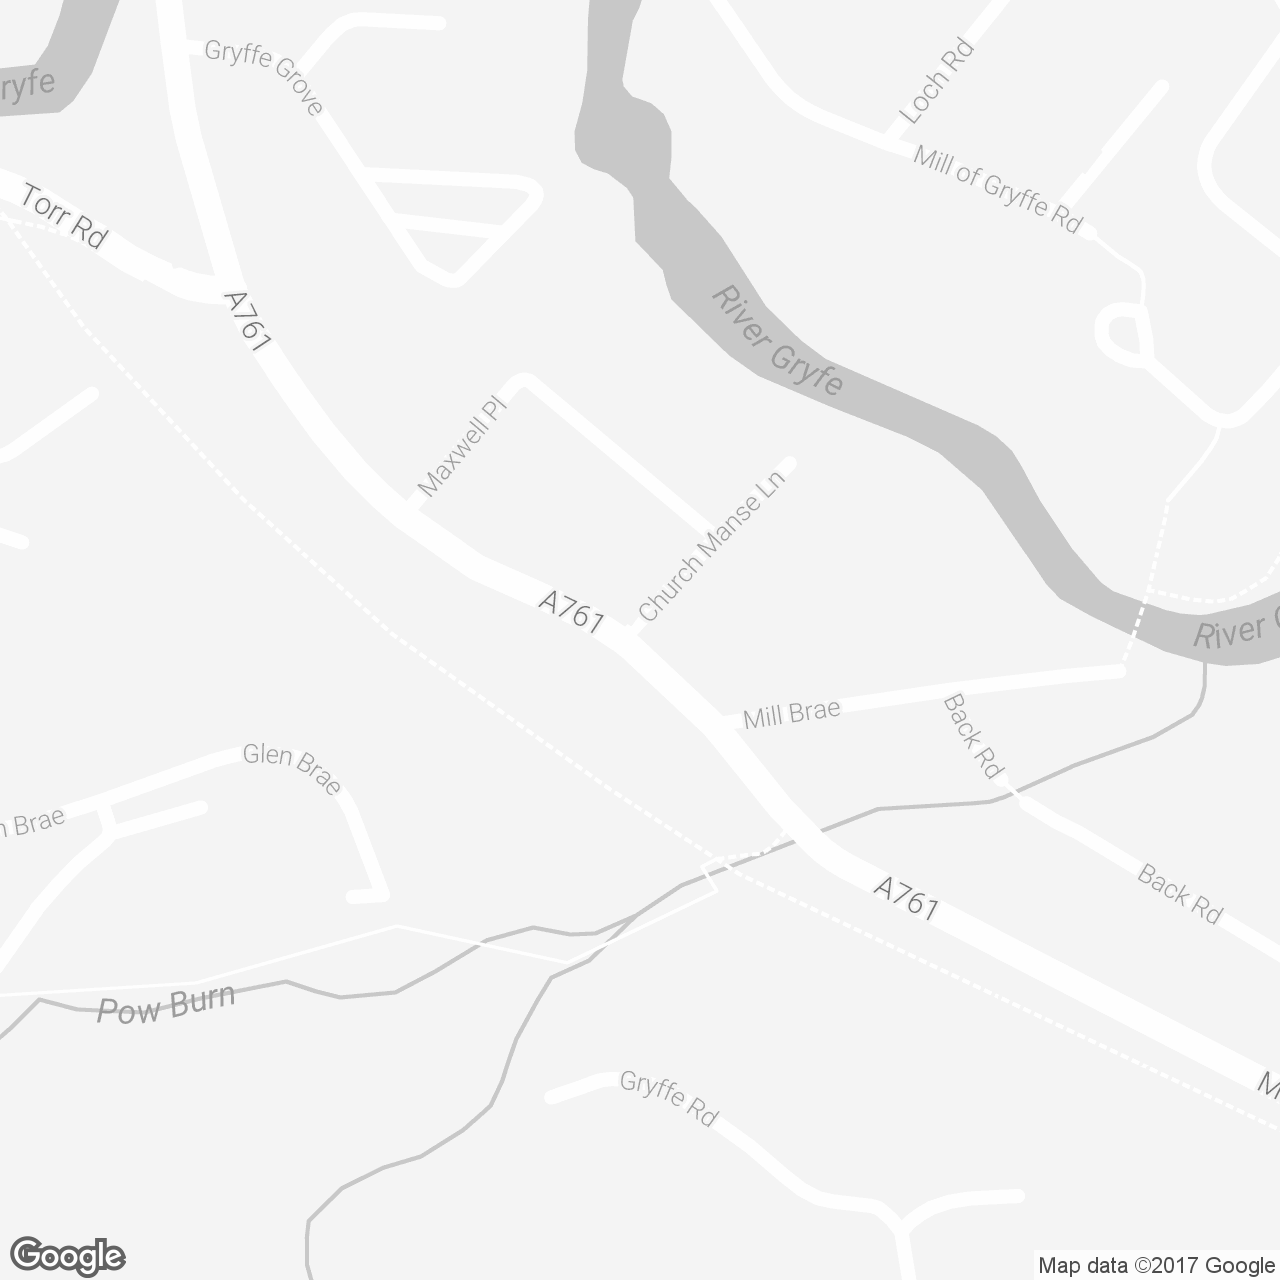 Gryffe Grove
ryfe
Loch Rd
Mill of Gryffe Rd
Torr Rd
A761
River Gryfe
Maxwell Pl
Church Manse Ln
A761
River G
Mill Brae
Back Rd
Glen Brae
n Brae
A761
Back Rd
Pow Burn
Gryffe Rd
M
Google
Map data ©2017 Google